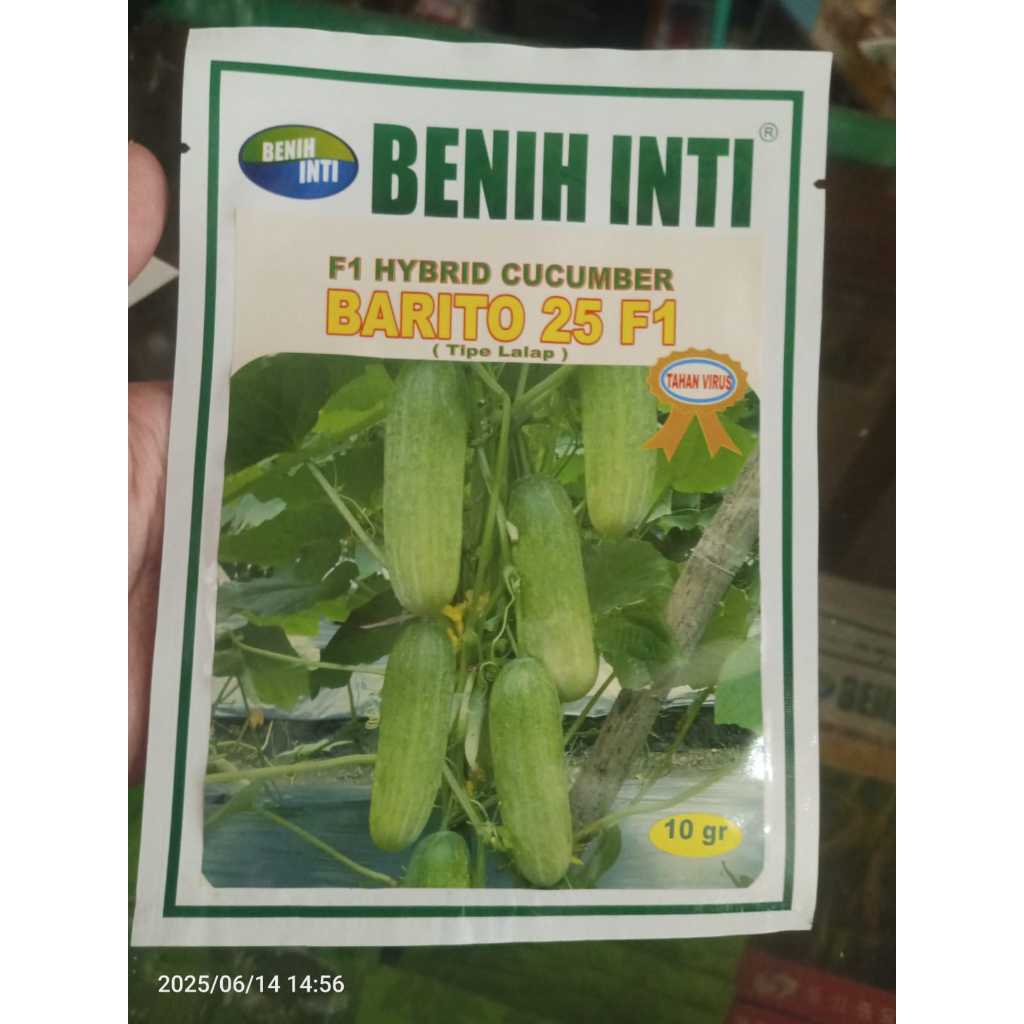 BENIH
INTI
BENIH INTI®
F1 HYBRID CUCUMBER
BARITO 25 F1
( Tipe Lalap )
TAHAN VIRUS
10 gr
2025/06/14 14:56